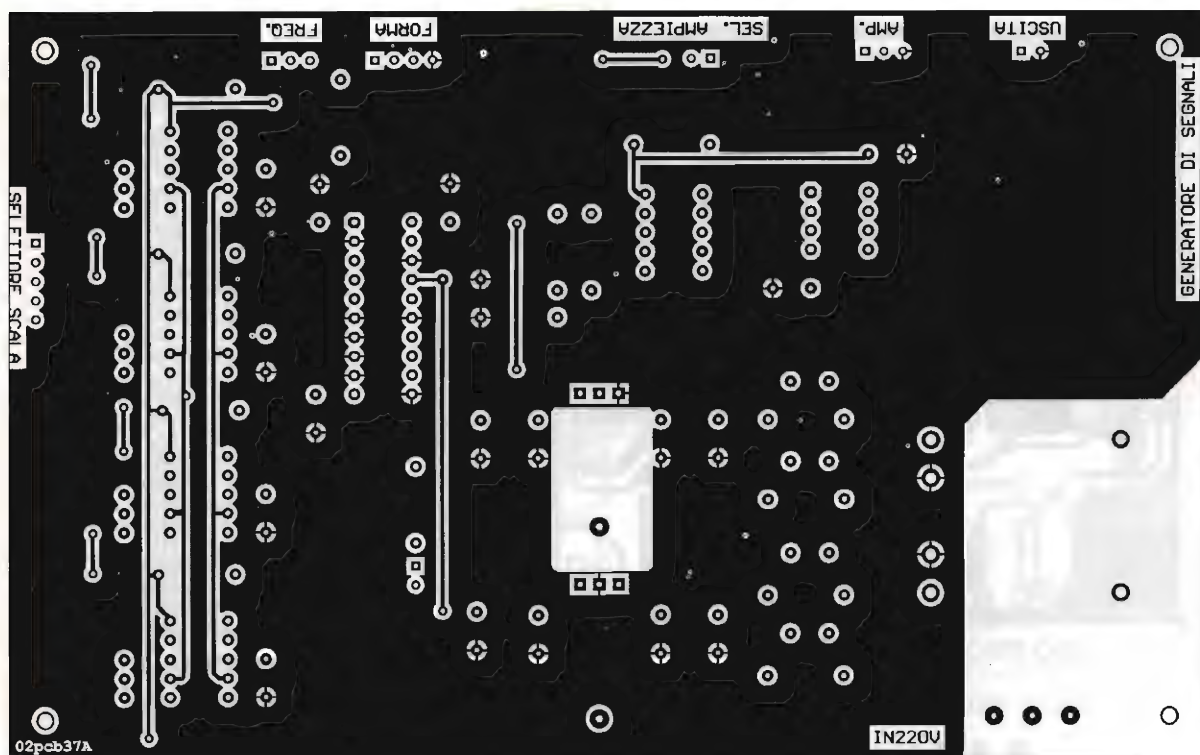 FREQ.
FORMA
SEL. AMPIEZZA
AMP.
USCITA
GENERATORE DI SEGNALI
SELETTORE SCALA
IN220V
02pcb37A